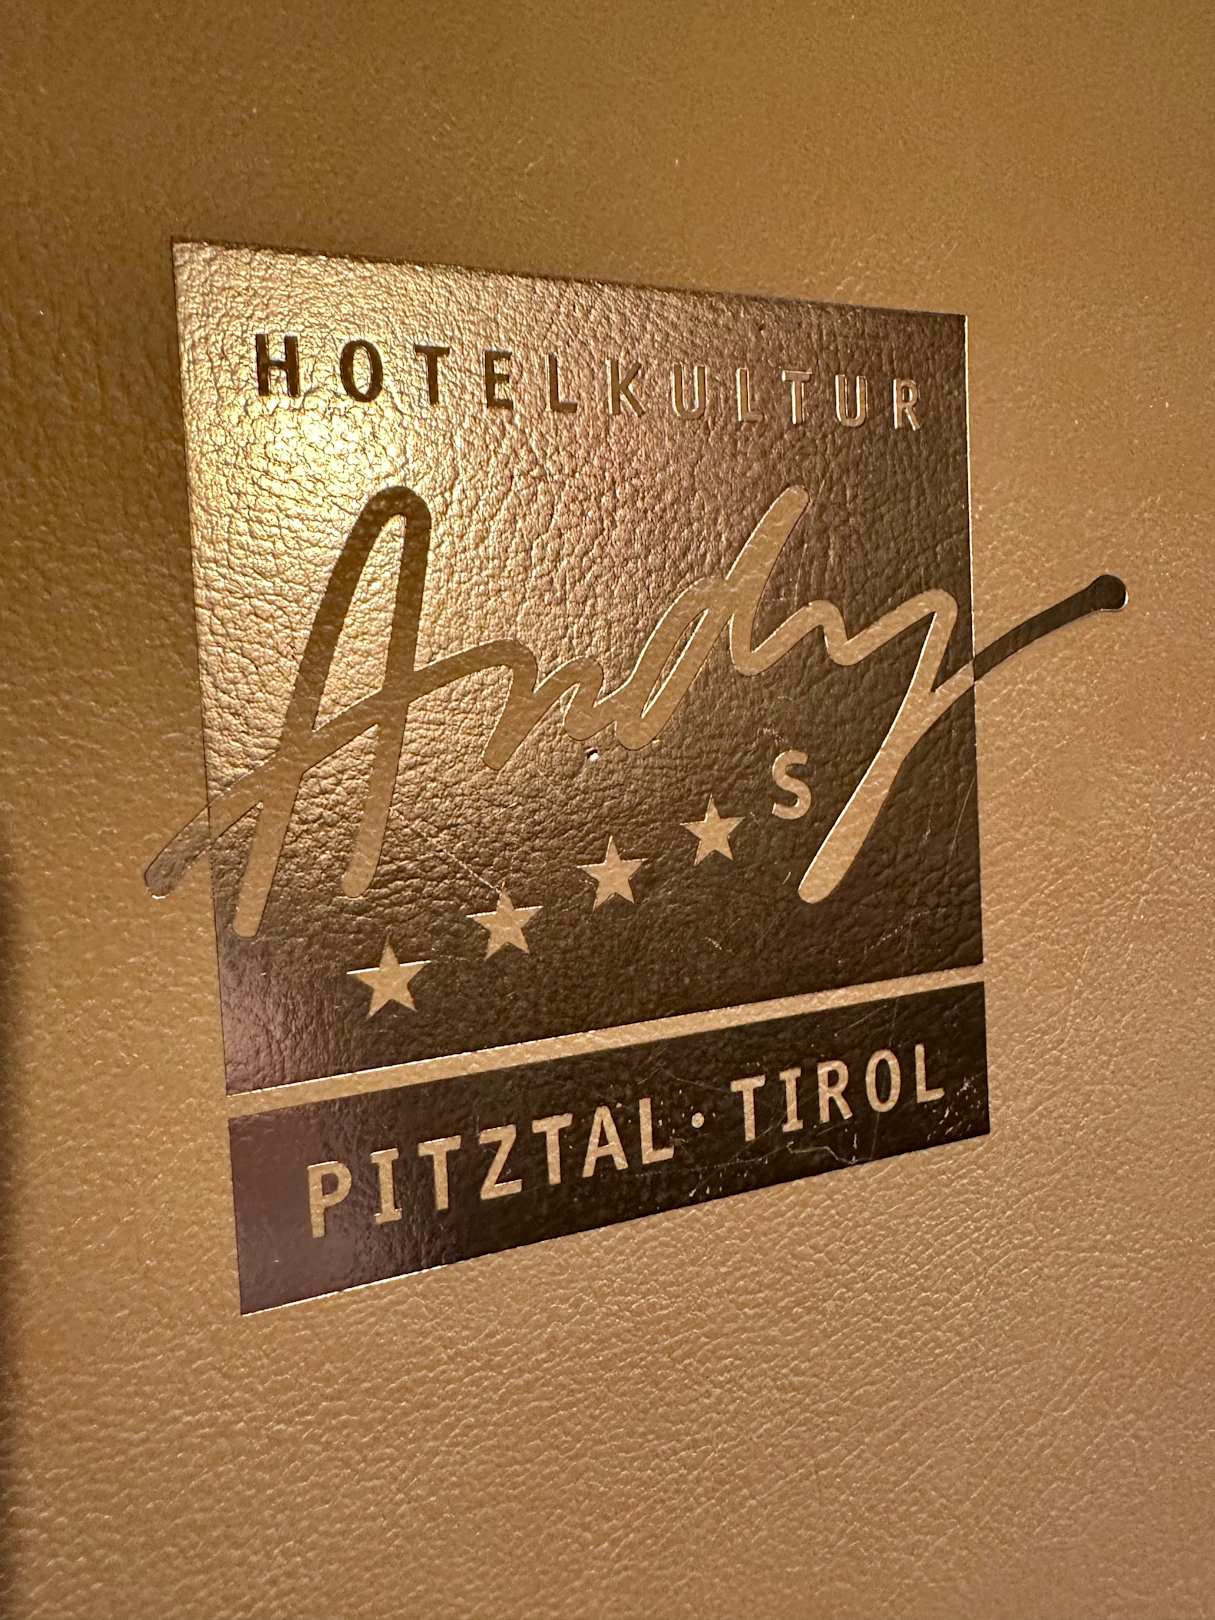 HOTELKULTUR
Andy
S
PITZTAL · TIROL